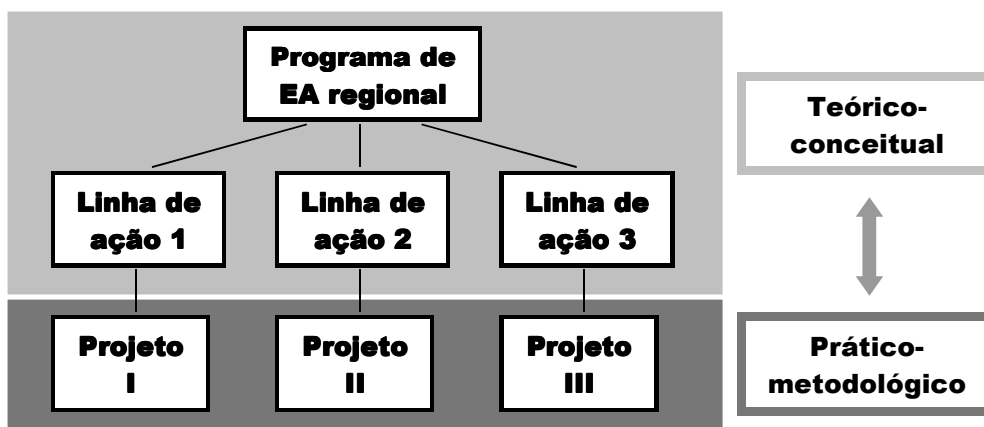 Programa de
EA regional
Teórico-
conceitual
Linha de
ação 1
Linha de
ação 2
Linha de
ação 3
Projeto
I
Projeto
II
Projeto
III
Prático-
metodológico